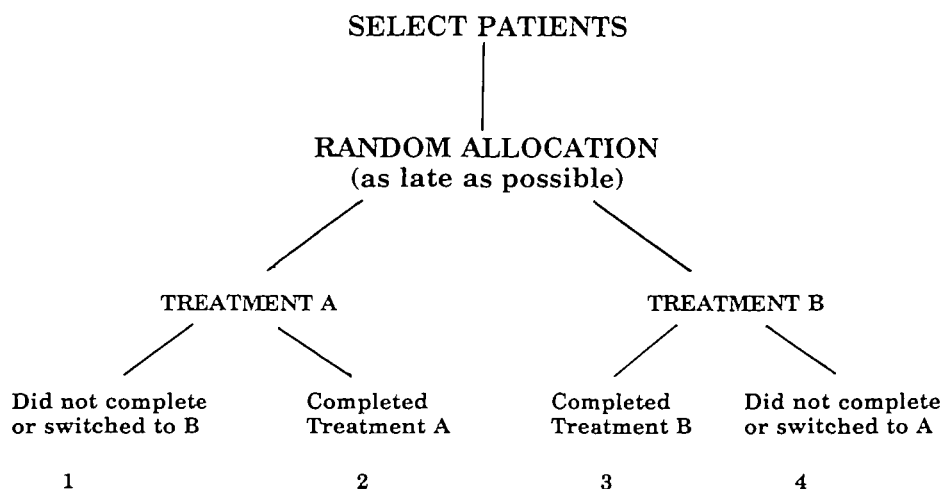 SELECT PATIENTS
RANDOM ALLOCATION
(as late as possible)
TREATMENT A
TREATMENT B
Did not complete
or switched to B
Completed
Treatment A
Completed
Treatment B
Did not complete
or switched to A
1
2
3
4